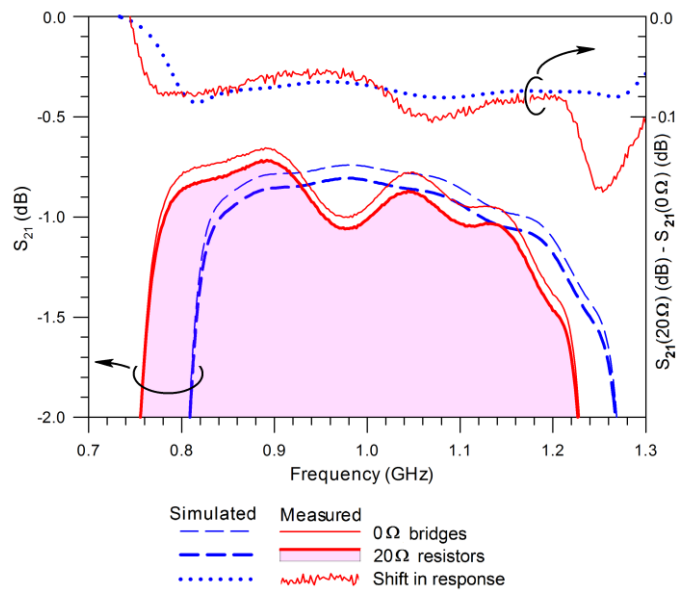 0.0
0.0
-0.5
-0.1
-1.0
-1.5
-2.0
S21 (dB)
S21(20Ω) (dB) - S21(0Ω) (dB)
0.7 0.8 0.9 1.0 1.1 1.2 1.3
Frequency (GHz)
Simulated Measured
0Ω bridges
20Ω resistors
Shift in response